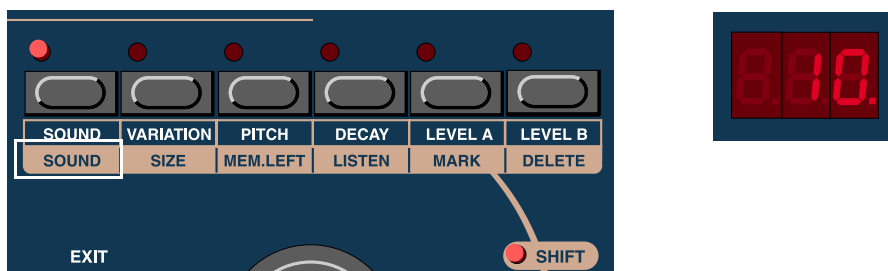 10.
SOUND VARIATION PITCH DECAY LEVEL A LEVEL B
SOUND SIZE MEM.LEFT LISTEN MARK DELETE
EXIT SHIFT